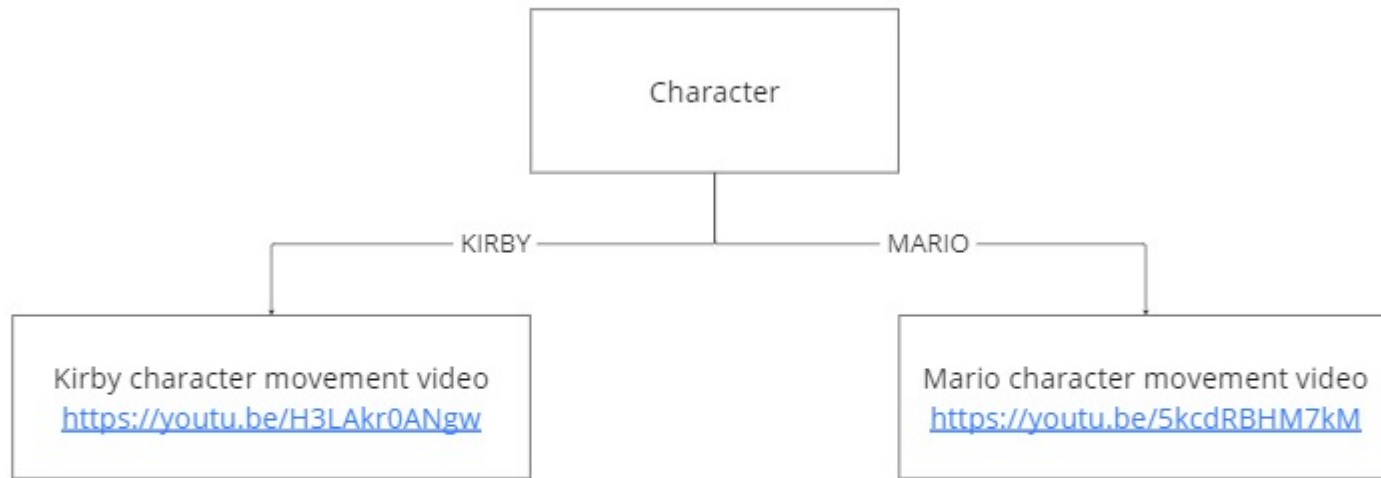 Character
KIRBY
MARIO
Kirby character movement video
https://youtu.be/H3LAkr0ANgw
Mario character movement video
https://youtu.be/5kcdRBHM7kM